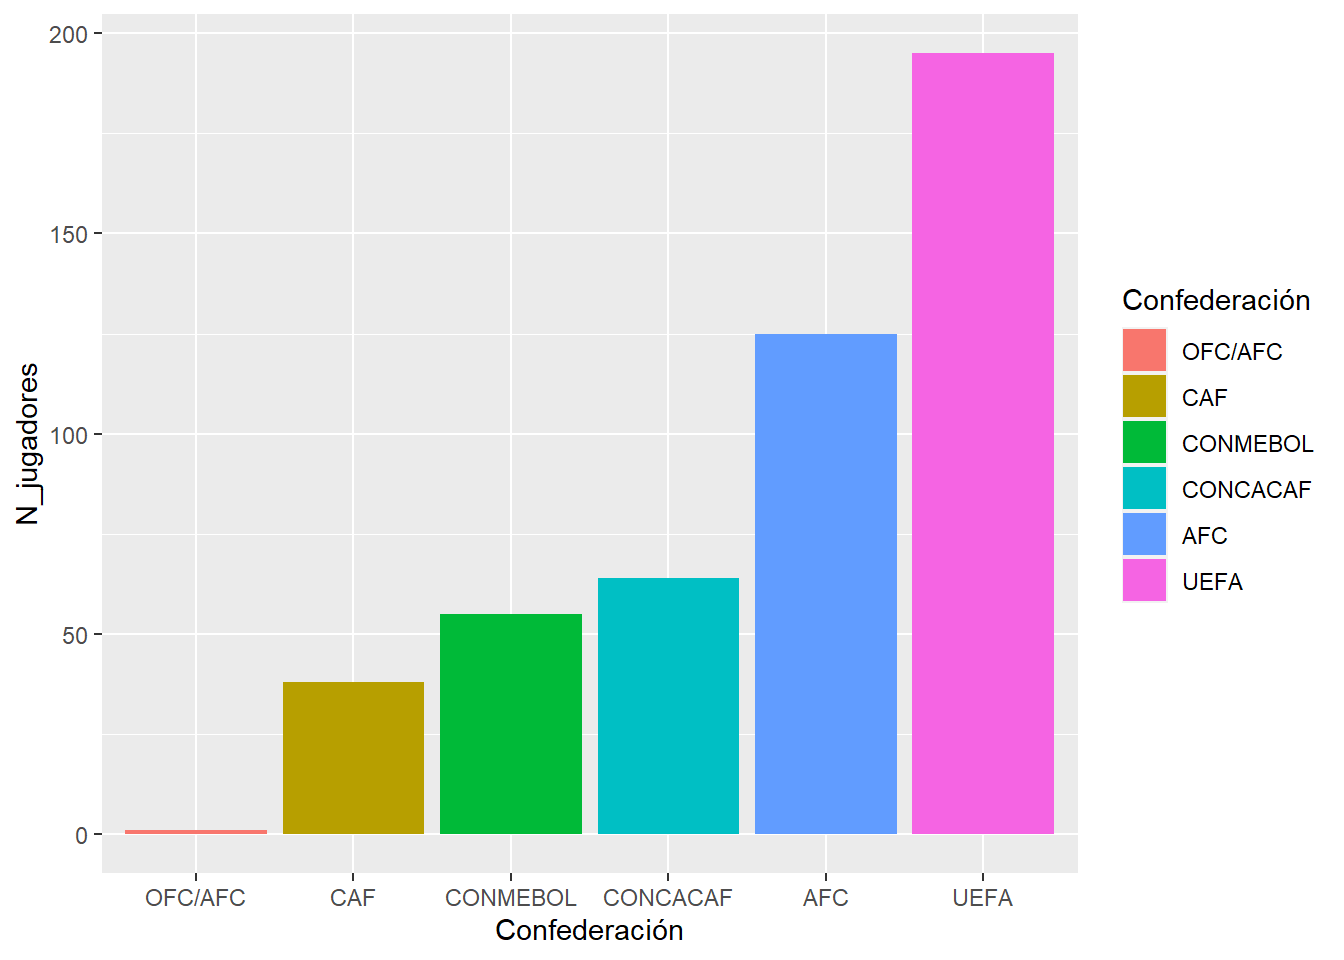 200
150
100
50
0
N_jugadores
OFC/AFC CAF CONMEBOL CONCACAF AFC UEFA
Confederación
Confederación
OFC/AFC
CAF
CONMEBOL
CONCACAF
AFC
UEFA